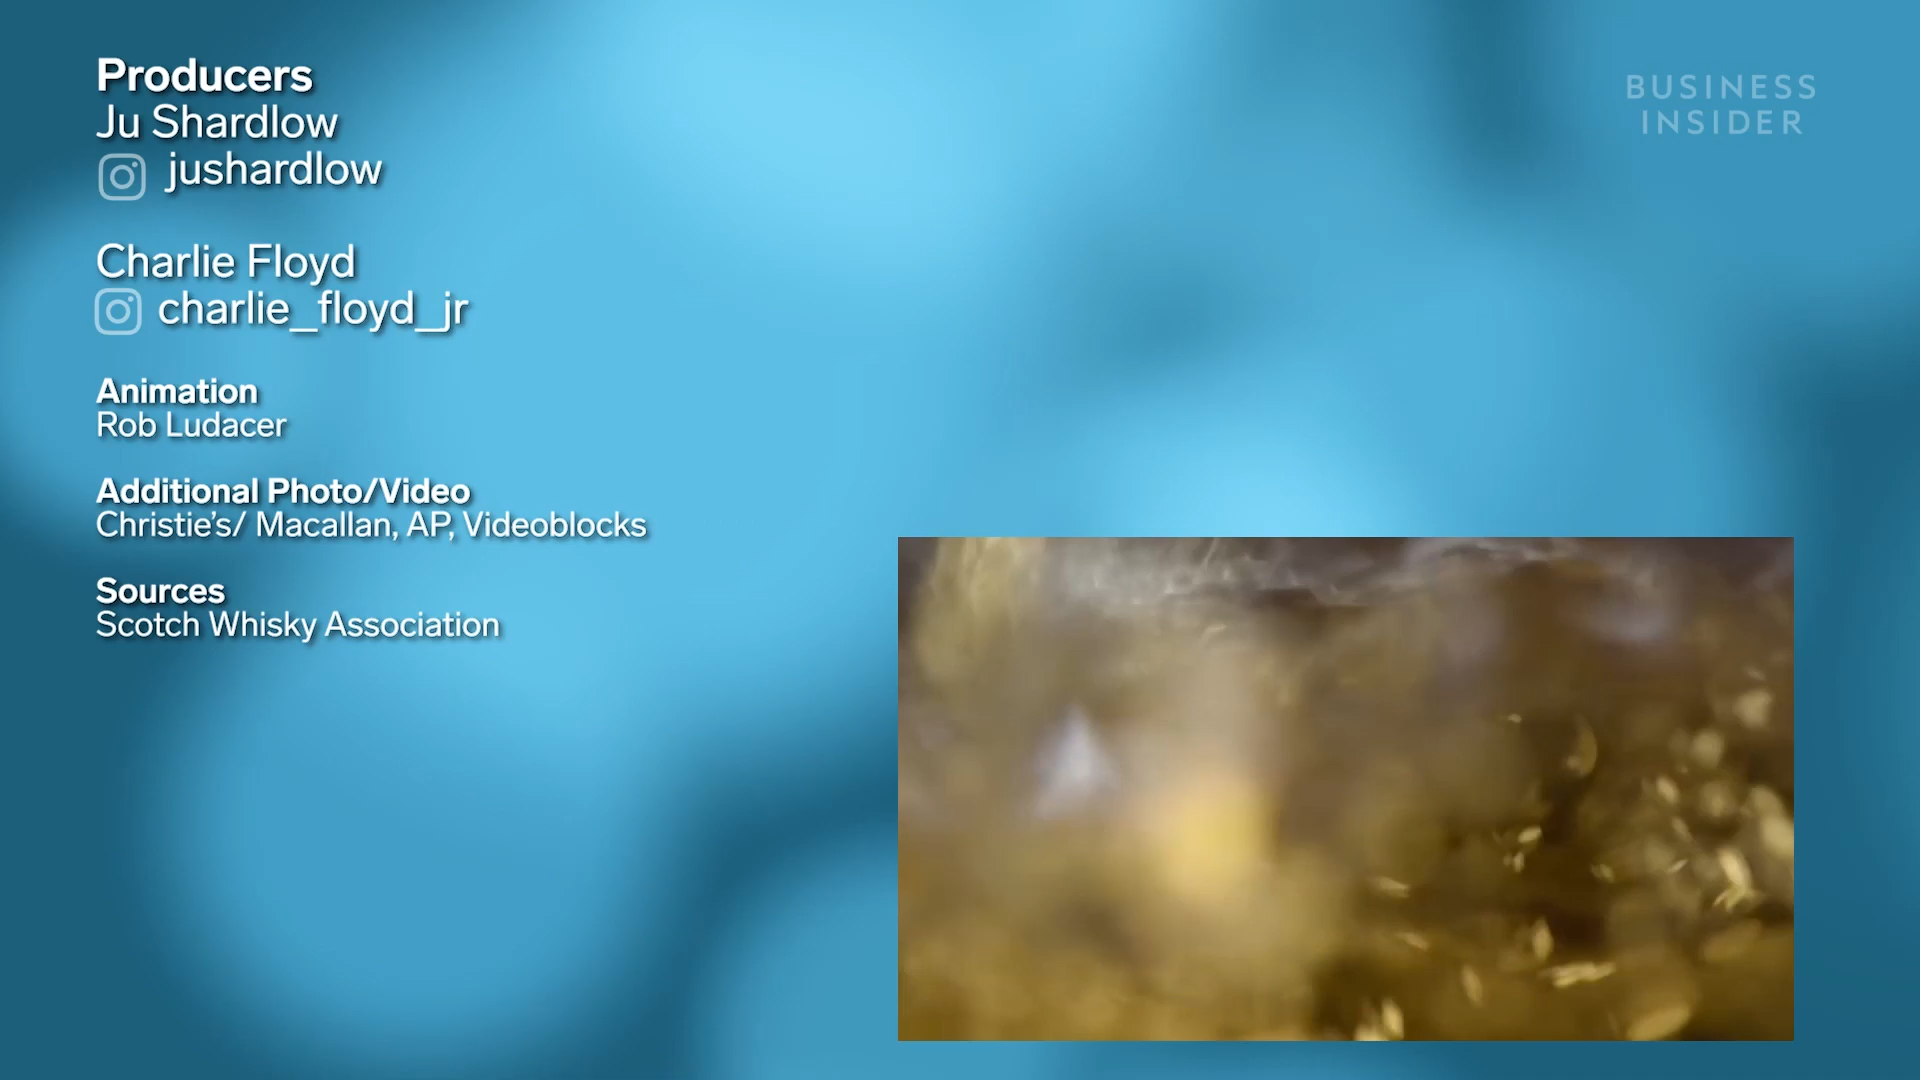 Producers
Ju Shardlow
jushardlow
Charlie Floyd
charlie_floyd_jr
Animation
Rob Ludacer
Additional Photo/Video
Christie's/ Macallan, AP, Videoblocks
Sources
Scotch Whisky Association
BUSINESS
INSIDER